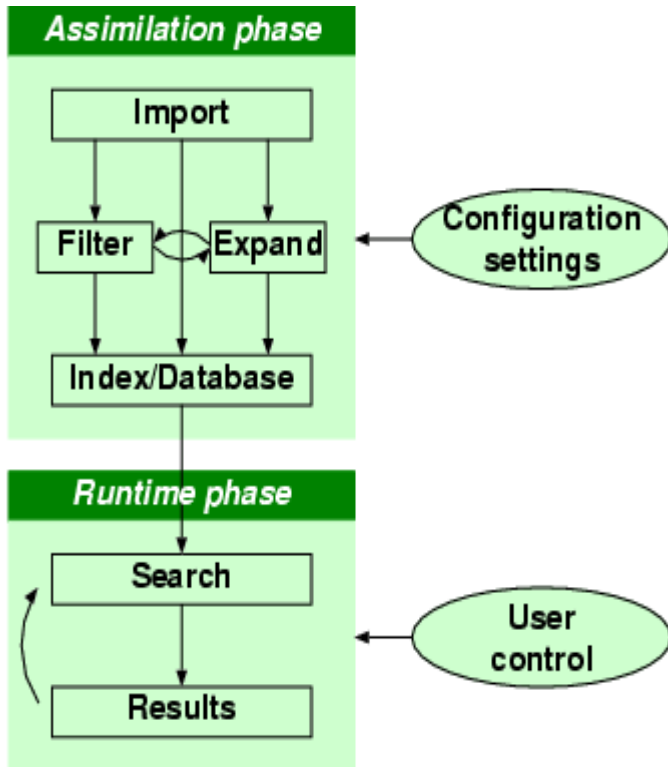 Assimilation phase
Import
Filter
Expand
Configuration
settings
Index/Database
Runtime phase
Search
User
control
Results